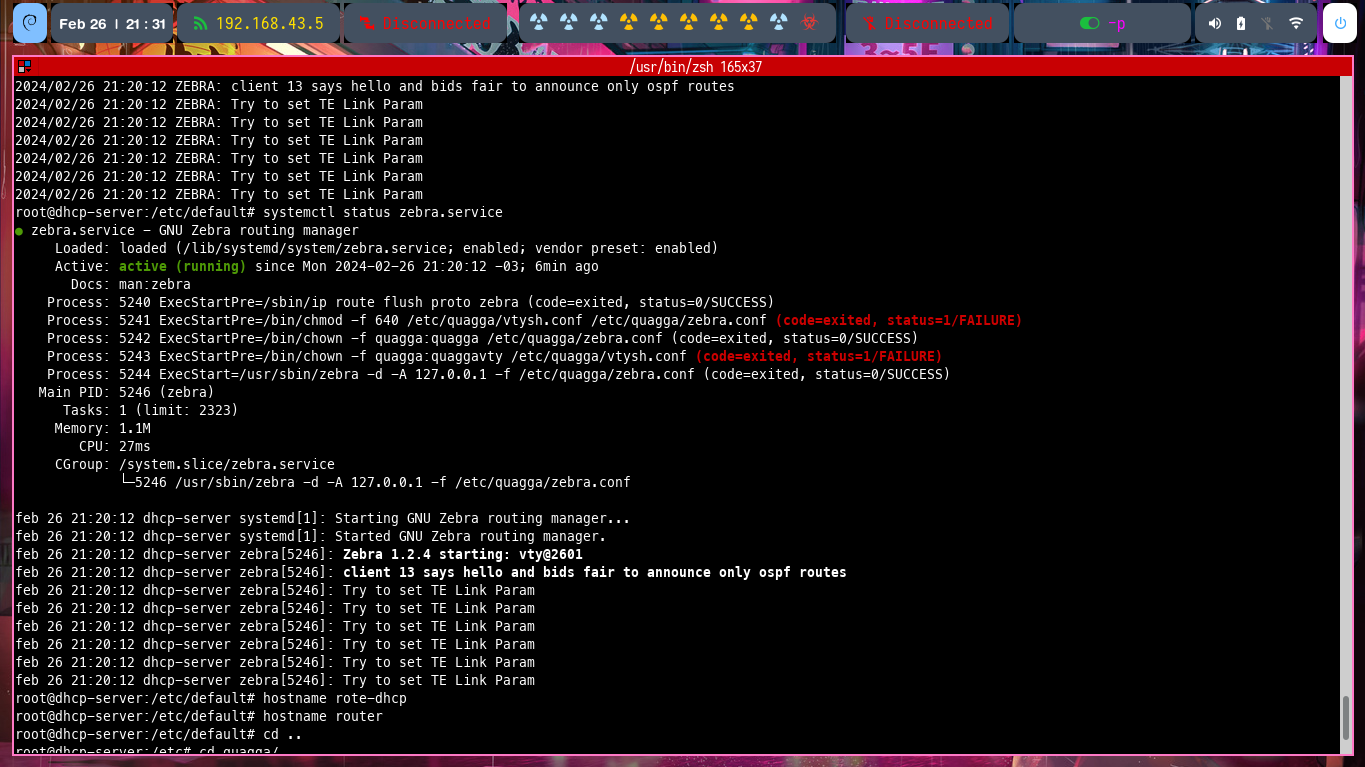 Feb 26 | 21:31 192.168.43.5 Disconnected Disconnected -p
/usr/bin/zsh 165x37
2024/02/26 21:20:12 ZEBRA: client 13 says hello and bids fair to announce only ospf routes
2024/02/26 21:20:12 ZEBRA: Try to set TE Link Param
2024/02/26 21:20:12 ZEBRA: Try to set TE Link Param
2024/02/26 21:20:12 ZEBRA: Try to set TE Link Param
2024/02/26 21:20:12 ZEBRA: Try to set TE Link Param
2024/02/26 21:20:12 ZEBRA: Try to set TE Link Param
2024/02/26 21:20:12 ZEBRA: Try to set TE Link Param
root@dhcp-server:/etc/default# systemctl status zebra.service
● zebra.service - GNU Zebra routing manager
Loaded: loaded (/lib/systemd/system/zebra.service; enabled; vendor preset: enabled)
Active: active (running) since Mon 2024-02-26 21:20:12 -03; 6min ago
Docs: man:zebra
Process: 5240 ExecStartPre=/sbin/ip route flush proto zebra (code=exited, status=0/SUCCESS)
Process: 5241 ExecStartPre=/bin/chmod -f 640 /etc/quagga/vtysh.conf /etc/quagga/zebra.conf (code=exited, status=1/FAILURE)
Process: 5242 ExecStartPre=/bin/chown -f quagga:quagga /etc/quagga/zebra.conf (code=exited, status=0/SUCCESS)
Process: 5243 ExecStartPre=/bin/chown -f quagga:quaggavty /etc/quagga/vtysh.conf (code=exited, status=1/FAILURE)
Process: 5244 ExecStart=/usr/sbin/zebra -d -A 127.0.0.1 -f /etc/quagga/zebra.conf (code=exited, status=0/SUCCESS)
Main PID: 5246 (zebra)
Tasks: 1 (limit: 2323)
Memory: 1.1M
CPU: 27ms
CGroup: /system.slice/zebra.service
└─5246 /usr/sbin/zebra -d -A 127.0.0.1 -f /etc/quagga/zebra.conf
feb 26 21:20:12 dhcp-server systemd[1]: Starting GNU Zebra routing manager...
feb 26 21:20:12 dhcp-server systemd[1]: Started GNU Zebra routing manager.
feb 26 21:20:12 dhcp-server zebra[5246]: Zebra 1.2.4 starting: vty@2601
feb 26 21:20:12 dhcp-server zebra[5246]: client 13 says hello and bids fair to announce only ospf routes
feb 26 21:20:12 dhcp-server zebra[5246]: Try to set TE Link Param
feb 26 21:20:12 dhcp-server zebra[5246]: Try to set TE Link Param
feb 26 21:20:12 dhcp-server zebra[5246]: Try to set TE Link Param
feb 26 21:20:12 dhcp-server zebra[5246]: Try to set TE Link Param
feb 26 21:20:12 dhcp-server zebra[5246]: Try to set TE Link Param
feb 26 21:20:12 dhcp-server zebra[5246]: Try to set TE Link Param
root@dhcp-server:/etc/default# hostname rote-dhcp
root@dhcp-server:/etc/default# hostname router
root@dhcp-server:/etc/default# cd ..
root@dhcp-server:/etc# cd quagga/